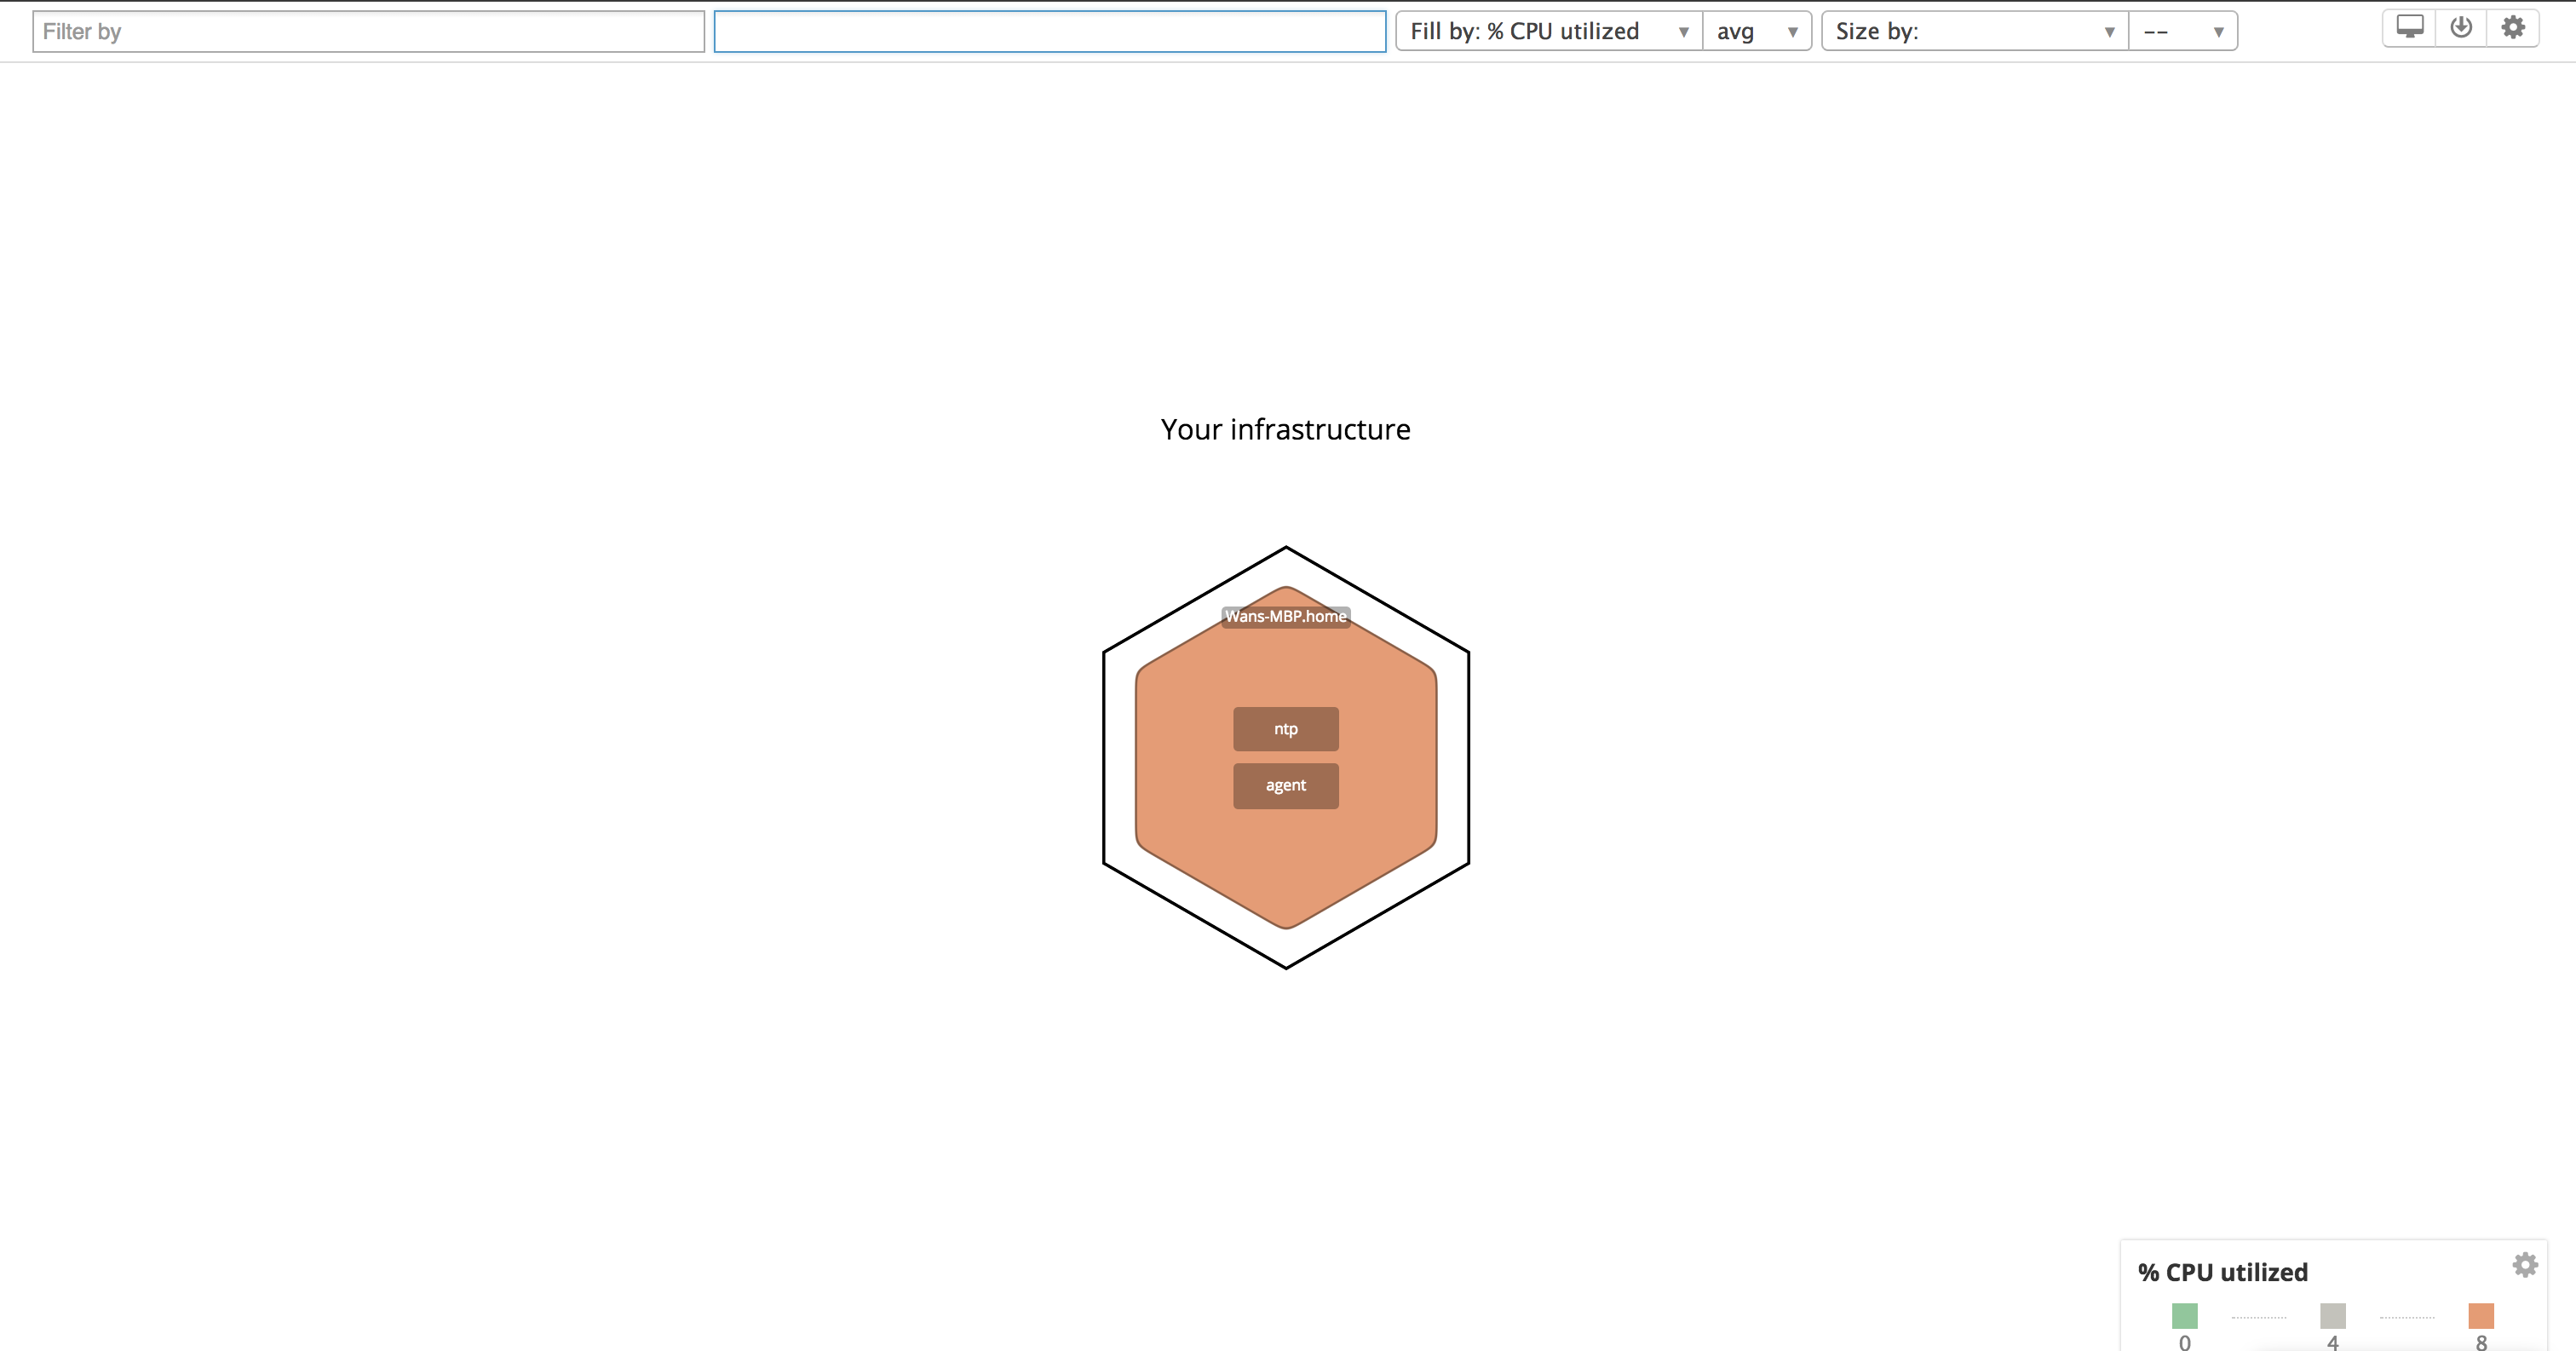 Filter by
Fill by: % CPU utilized
avg
Size by:
--
Your infrastructure
Wans-MBP.home
ntp
agent
% CPU utilized
0
4
8